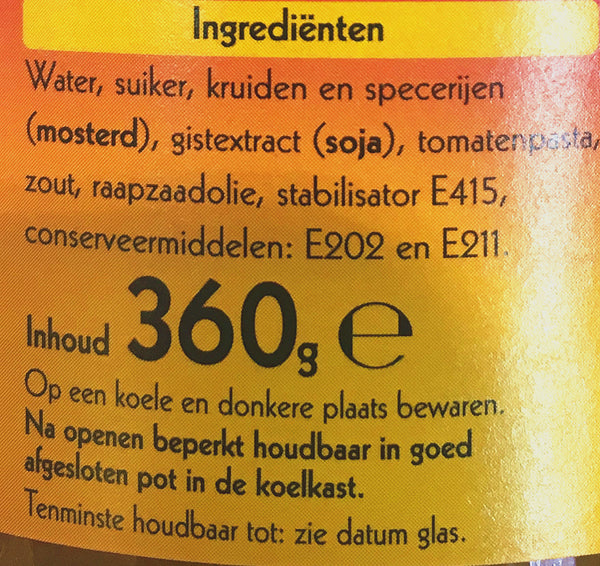 Ingrediënten
Water, suiker, kruiden en specerijen
(mosterd), gistextract (soja), tomatenpasta,
zout, raapzaadolie, stabilisator E415,
conserveermiddelen: E202 en E211.
Inhoud 360g ℮
Op een koele en donkere plaats bewaren.
Na openen beperkt houdbaar in goed
afgesloten pot in de koelkast.
Tenminste houdbaar tot: zie datum glas.